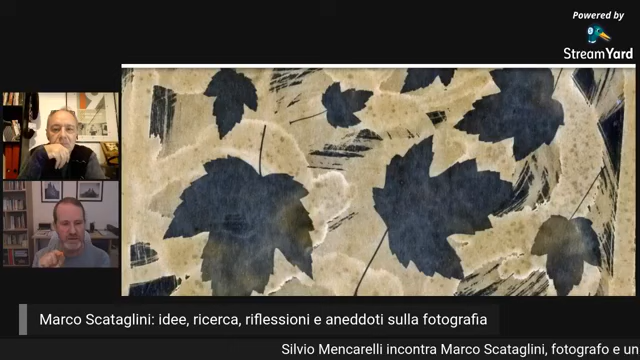 Powered by
StreamYard
Marco Scataglini: idee, ricerca, riflessioni e aneddoti sulla fotografia
Silvio Mencarelli incontra Marco Scataglini, fotografo e un